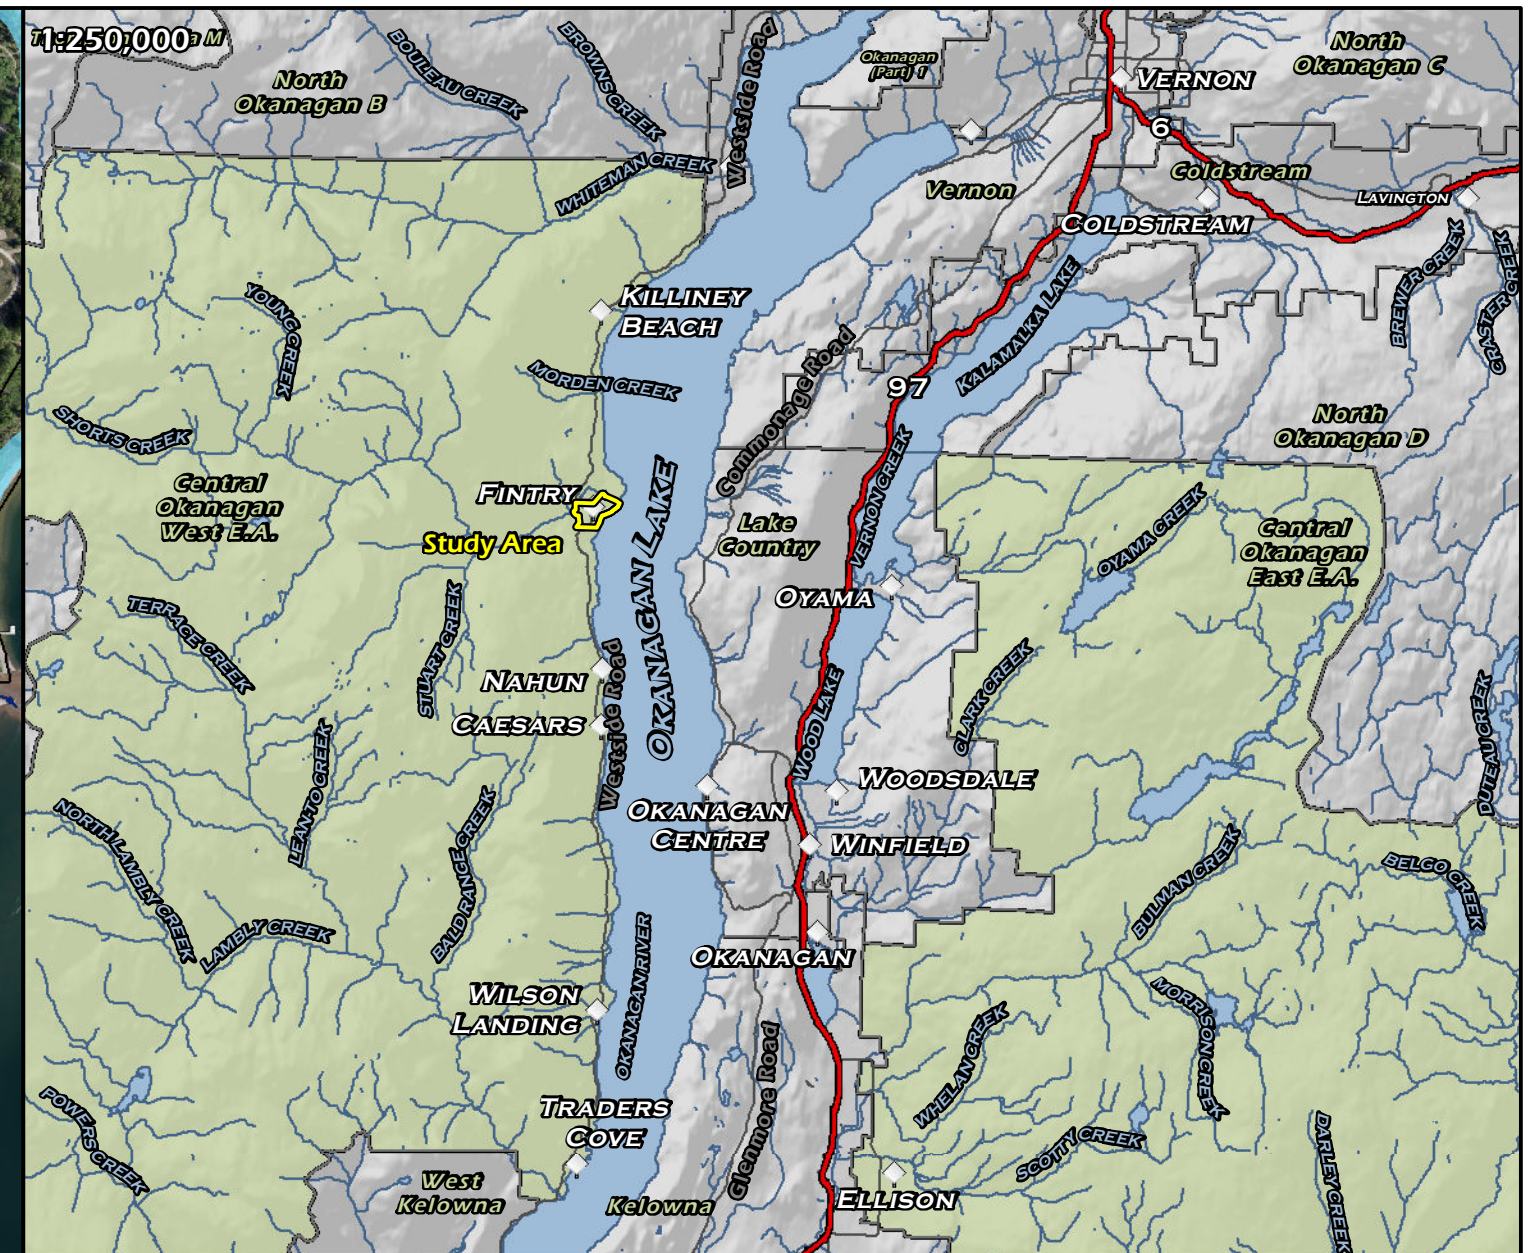 1:250,000
North
Okanagan B
BOULEAU CREEK
BROWNS CREEK
Westside Road
Okanagan
(Part) 1
VERNON
North
Okanagan C
6
WHITEMAN CREEK
Vernon
Coldstream
LAVINGTON
COLDSTREAM
BREWER CREEK
CRASTER CREEK
YOUNG CREEK
KILLINEY
BEACH
KALAMALKA LAKE
MORDEN CREEK
Commonage Road
97
North
Okanagan D
SHORTS CREEK
Central
Okanagan
West E.A.
FINTRY
Study Area
OKANAGAN LAKE
Lake
Country
VERNON CREEK
OYAMA CREEK
Central
Okanagan
East E.A.
OYAMA
TERRACE CREEK
STUART CREEK
NAHUN
CAESARS
Westside Road
WOOD LAKE
CLARK CREEK
DUTEAU CREEK
LEAN-TO CREEK
WOODSDALE
OKANAGAN
CENTRE
WINFIELD
NORTH LAMBLY CREEK
BALD RANGE CREEK
BULMAN CREEK
BELGO CREEK
LAMBLY CREEK
OKANAGAN RIVER
OKANAGAN
WILSON
LANDING
MORRISON CREEK
WHELAN CREEK
POWERS CREEK
TRADERS
COVE
Glenmore Road
SCOTTY CREEK
DARLEY CREEK
West
Kelowna
Kelowna
ELLISON